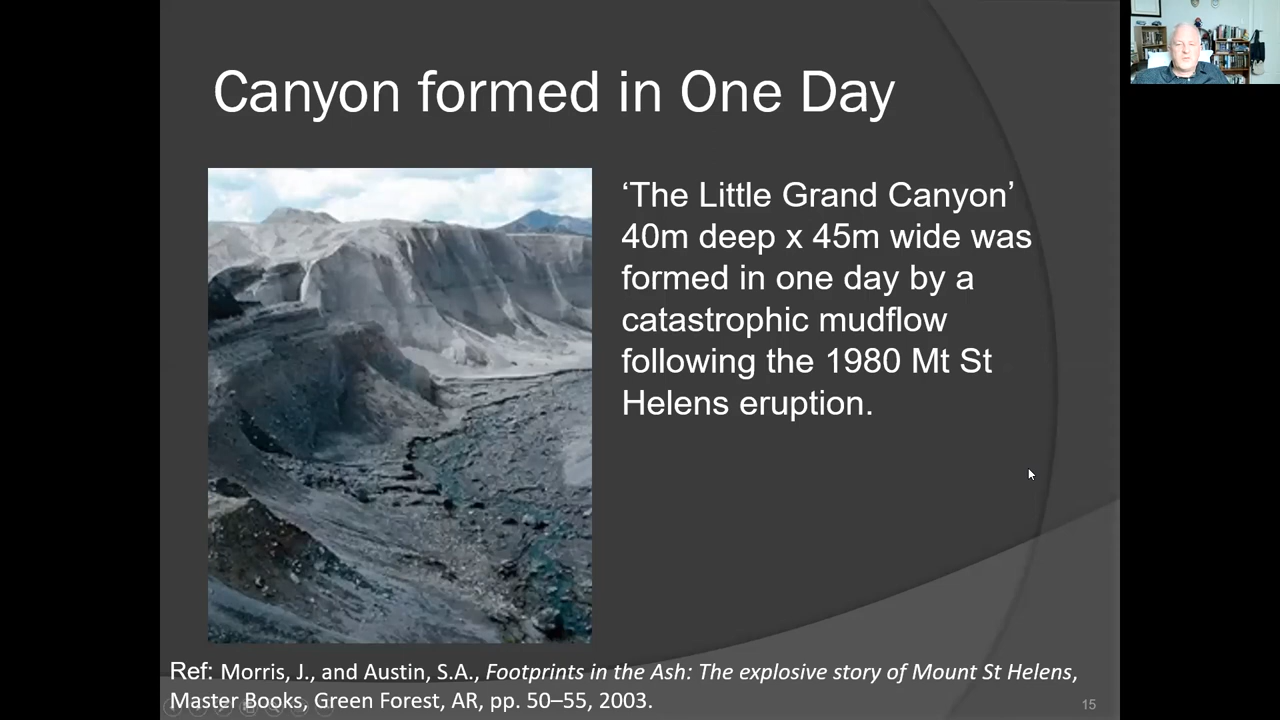 Canyon formed in One Day
‘The Little Grand Canyon’
40m deep x 45m wide was
formed in one day by a
catastrophic mudflow
following the 1980 Mt St
Helens eruption.
Ref: Morris, J., and Austin, S.A., Footprints in the Ash: The explosive story of Mount St Helens,
Master Books, Green Forest, AR, pp. 50–55, 2003.
15